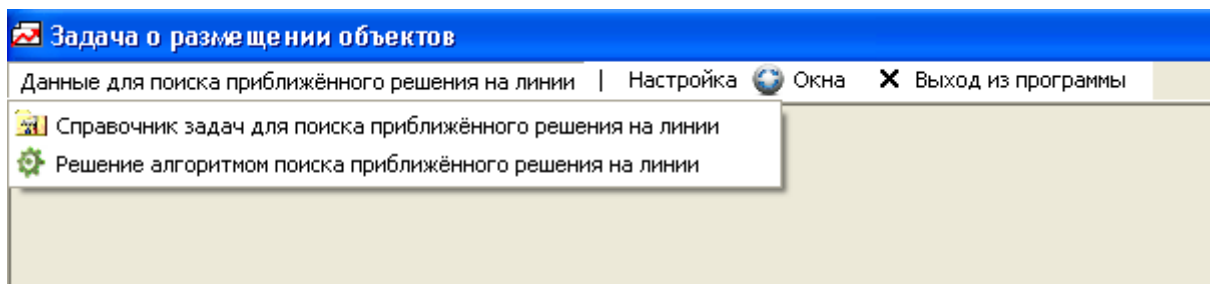 Задача о размещении объектов
Данные для поиска приближённого решения на линии | Настройка Окна Выход из программы
Справочник задач для поиска приближённого решения на линии
Решение алгоритмом поиска приближённого решения на линии